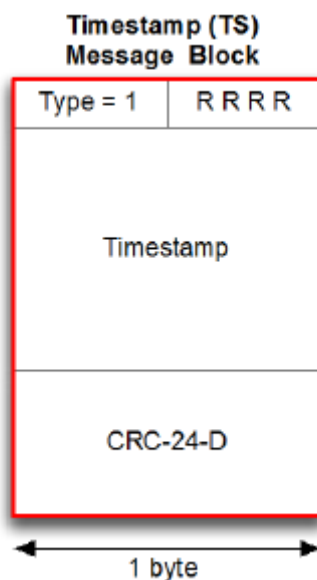 Timestamp (TS)
Message Block
Type = 1 R R R R
Timestamp
CRC-24-D
1 byte